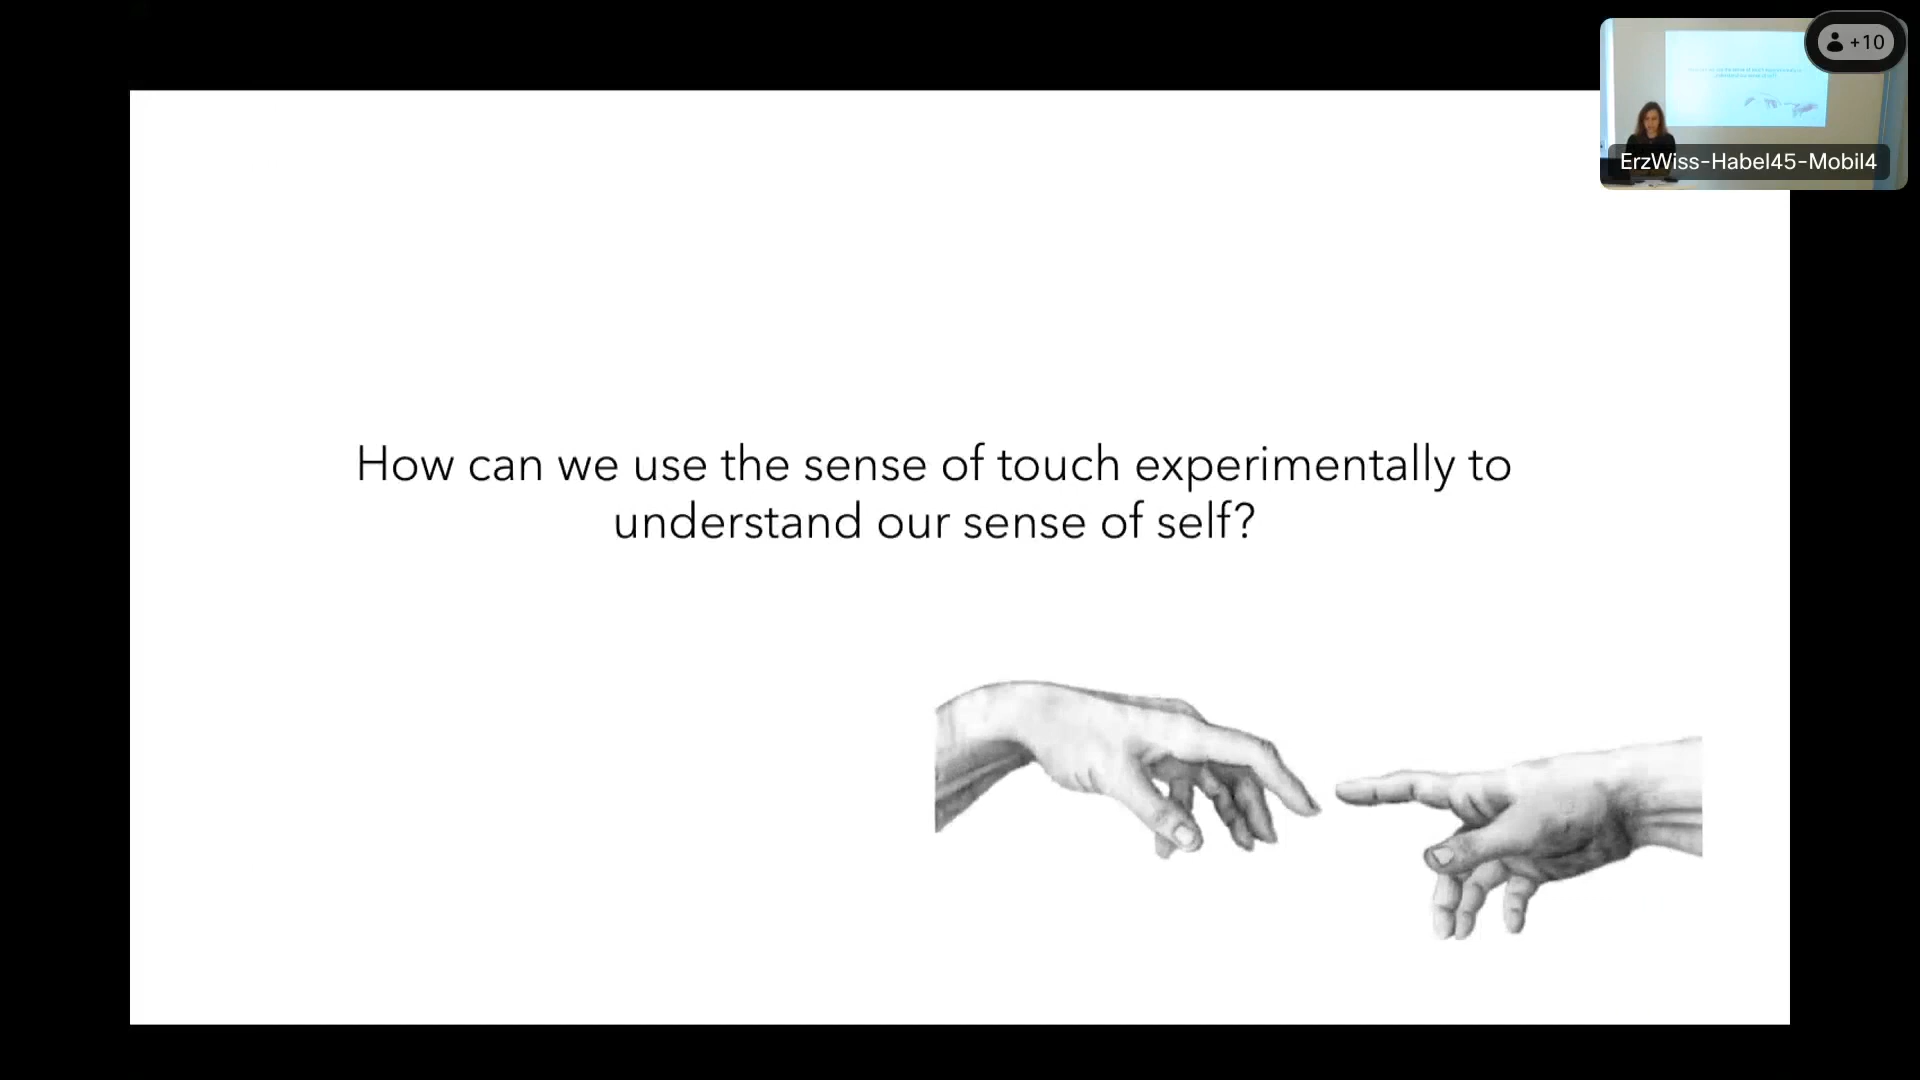 +10
ErzWiss-Habel45-Mobil4
How can we use the sense of touch experimentally to
understand our sense of self?